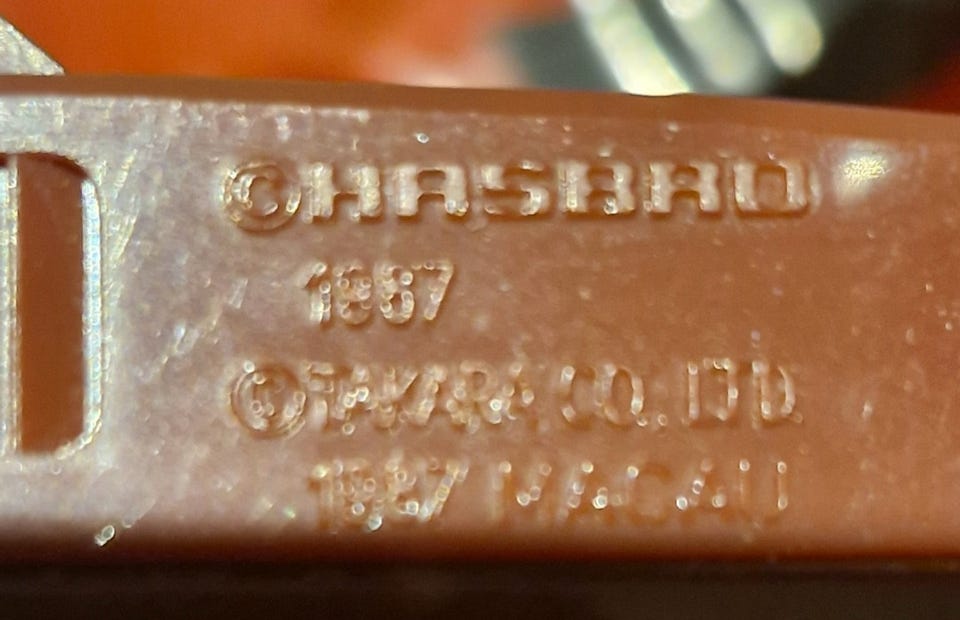 ©HASBRO
1987
©TAKARA CO. LTD.
1987 MACAU